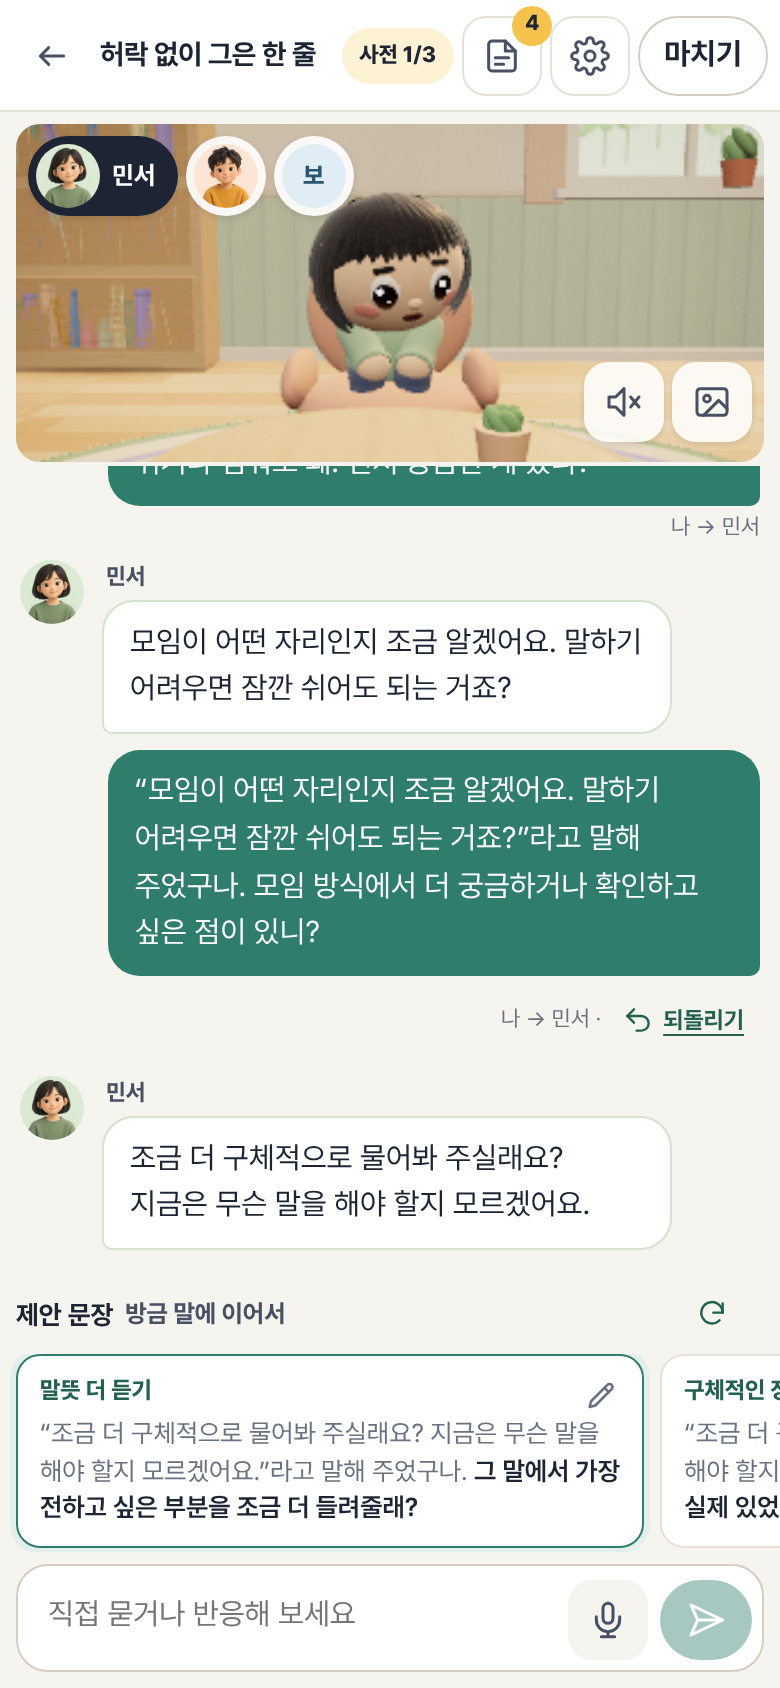 허락 없이 그은 한 줄
사전 1/3
4
마치기
민서
보
나 → 민서
민서
모임이 어떤 자리인지 조금 알겠어요. 말하기
어려우면 잠깐 쉬어도 되는 거죠?
“모임이 어떤 자리인지 조금 알겠어요. 말하기
어려우면 잠깐 쉬어도 되는 거죠?”라고 말해
주었구나. 모임 방식에서 더 궁금하거나 확인하고
싶은 점이 있니?
나 → 민서 ·
되돌리기
민서
조금 더 구체적으로 물어봐 주실래요?
지금은 무슨 말을 해야 할지 모르겠어요.
제안 문장 방금 말에 이어서
말뜻 더 듣기
“조금 더 구체적으로 물어봐 주실래요? 지금은 무슨 말을
해야 할지 모르겠어요.”라고 말해 주었구나. 그 말에서 가장
전하고 싶은 부분을 조금 더 들려줄래?
구체적인
“조금 더
해야 할지
실제 있었
직접 묻거나 반응해 보세요